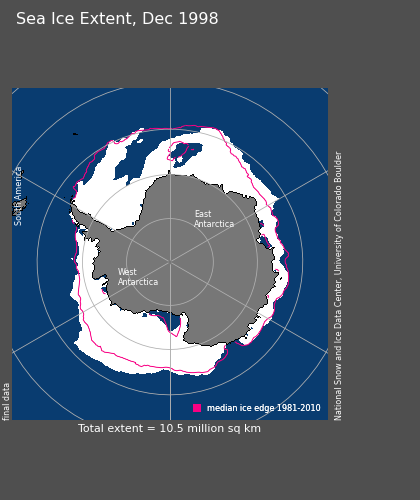 Sea Ice Extent, Dec 1998
South America
East
Antarctica
West
Antarctica
National Snow and Ice Data Center, University of Colorado Boulder
final data
median ice edge 1981-2010
Total extent = 10.5 million sq km